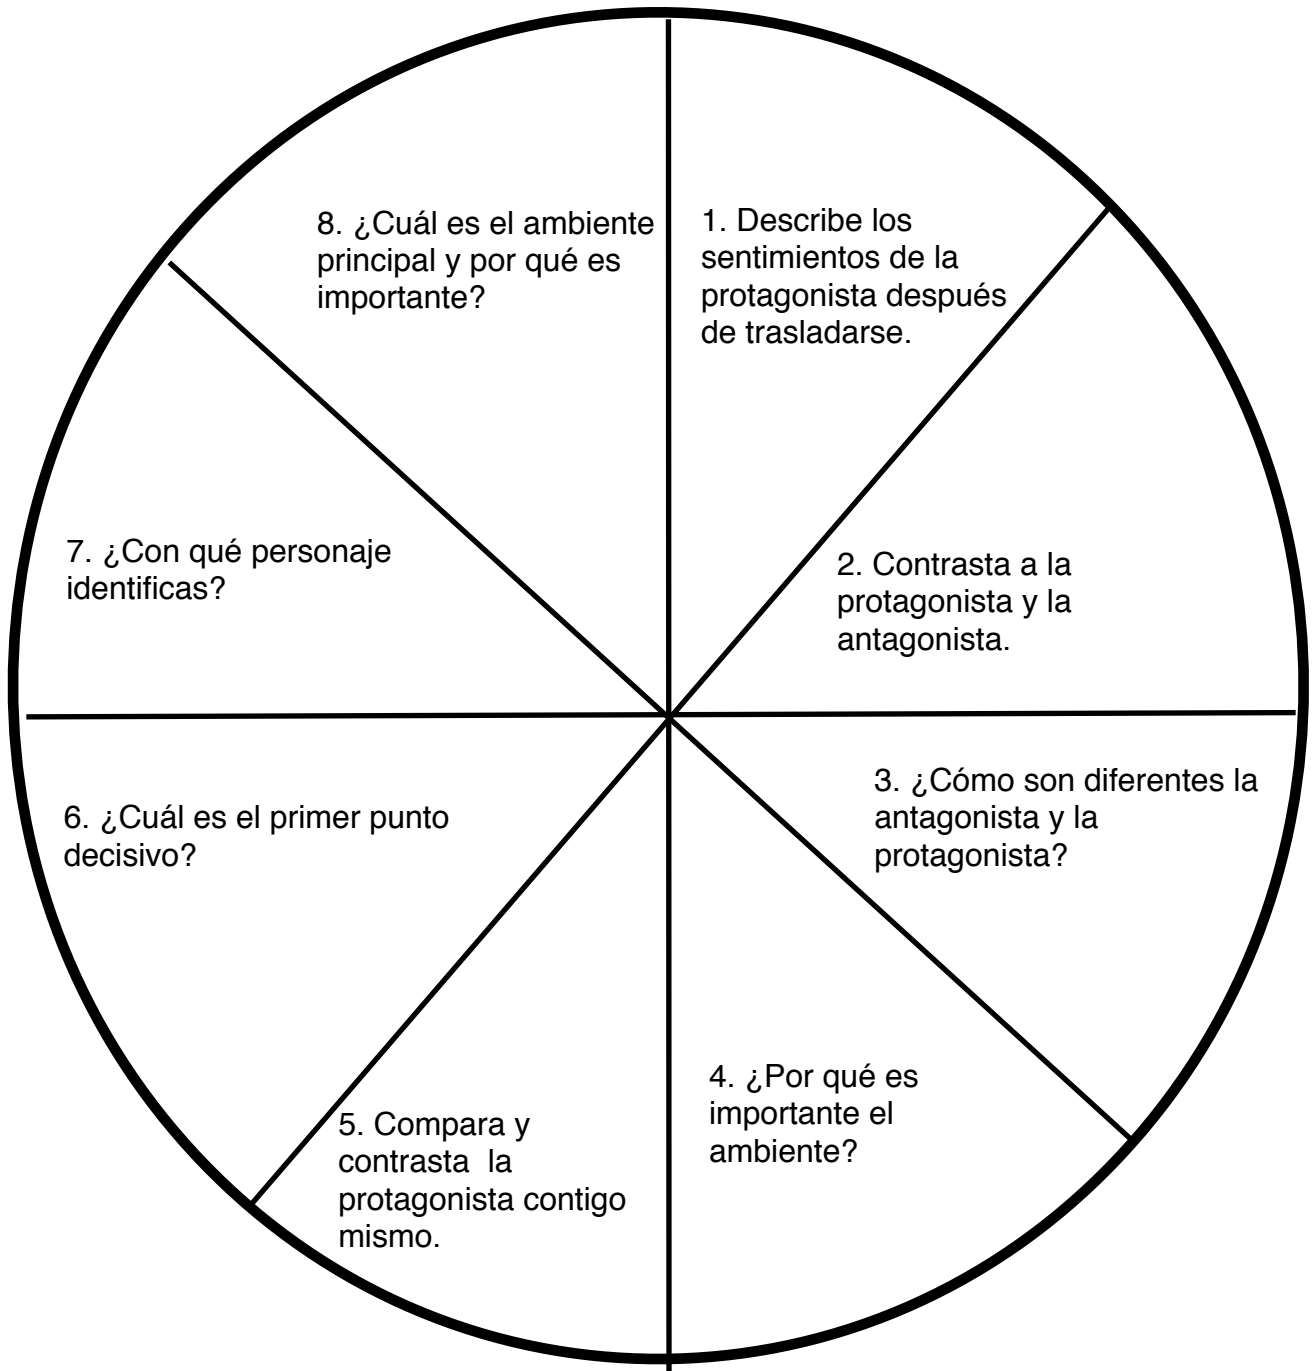 1. Describe los
sentimientos de la
protagonista después
de trasladarse.
2. Contrasta a la
protagonista y la
antagonista.
3. ¿Cómo son diferentes la
antagonista y la
protagonista?
4. ¿Por qué es
importante el
ambiente?
5. Compara y
contrasta  la
protagonista contigo
mismo.
6. ¿Cuál es el primer punto
decisivo?
7. ¿Con qué personaje
identificas?
8. ¿Cuál es el ambiente
principal y por qué es
importante?